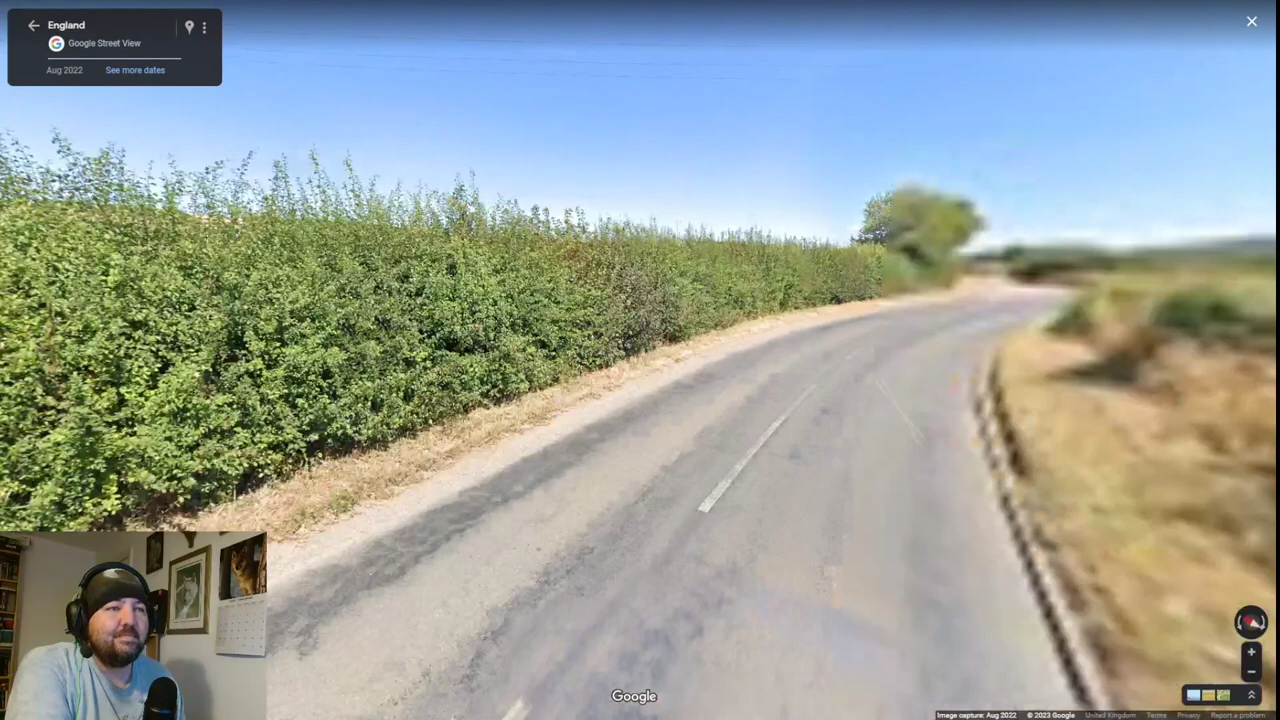 England
Google Street View
Aug 2022 See more dates
Google
Image capture: Aug 2022 © 2023 Google United Kingdom Terms Privacy Report a problem